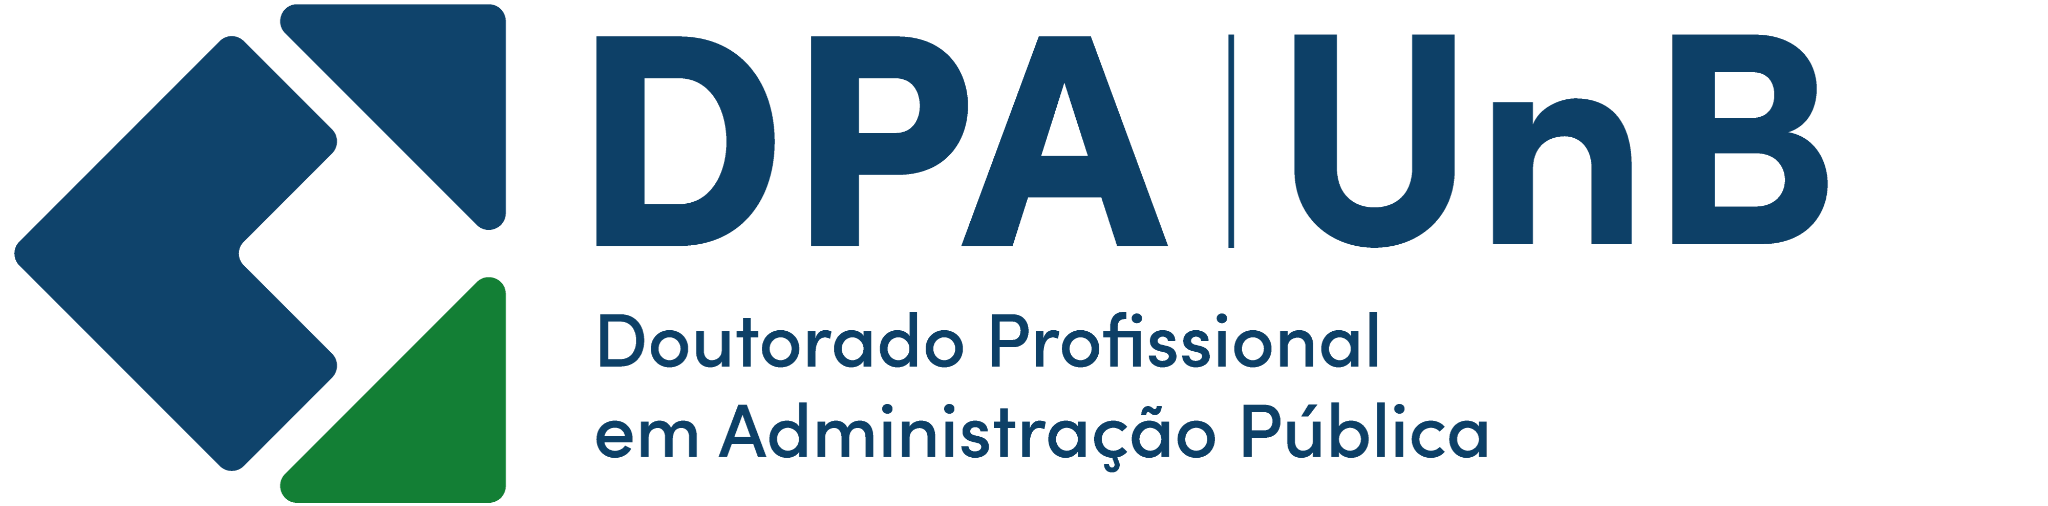 DPA | UnB
Doutorado Profissional
em Administração Pública